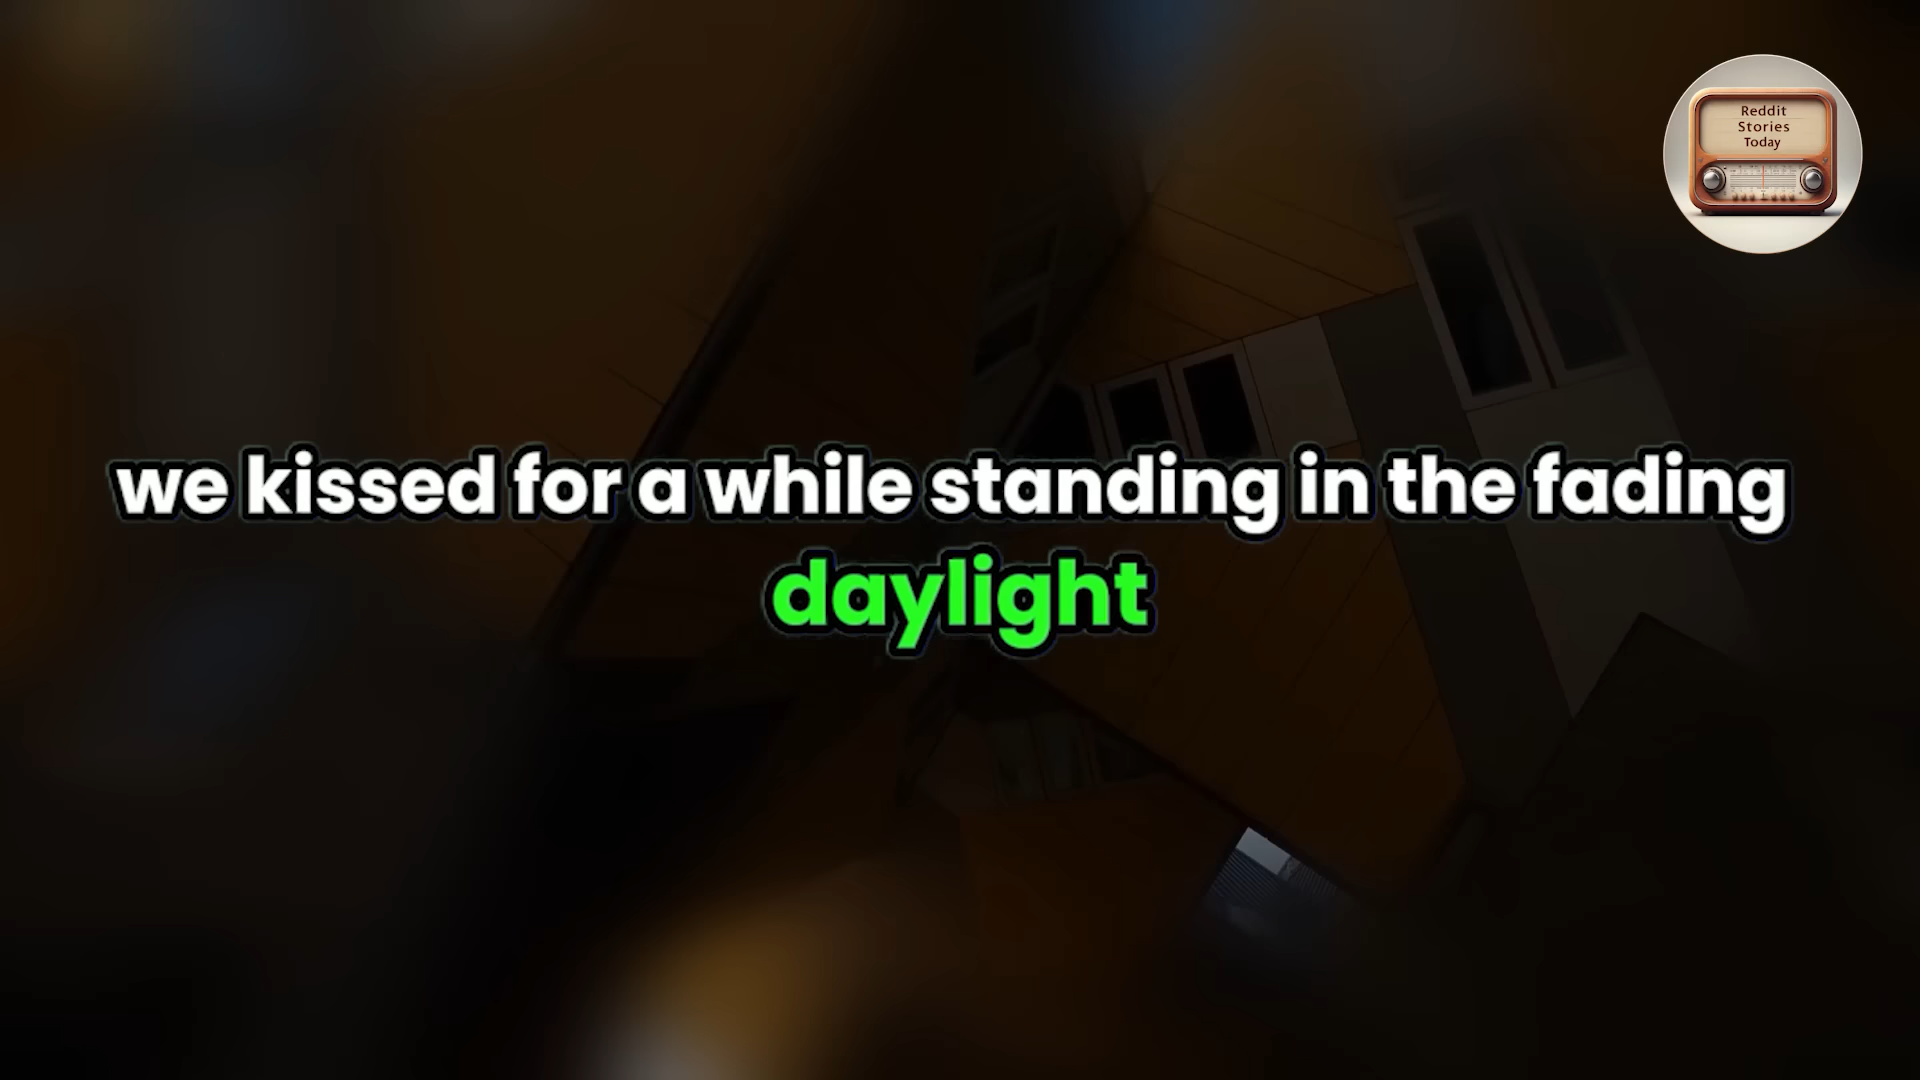 Reddit
Stories
Today
we kissed for a while standing in the fading
daylight